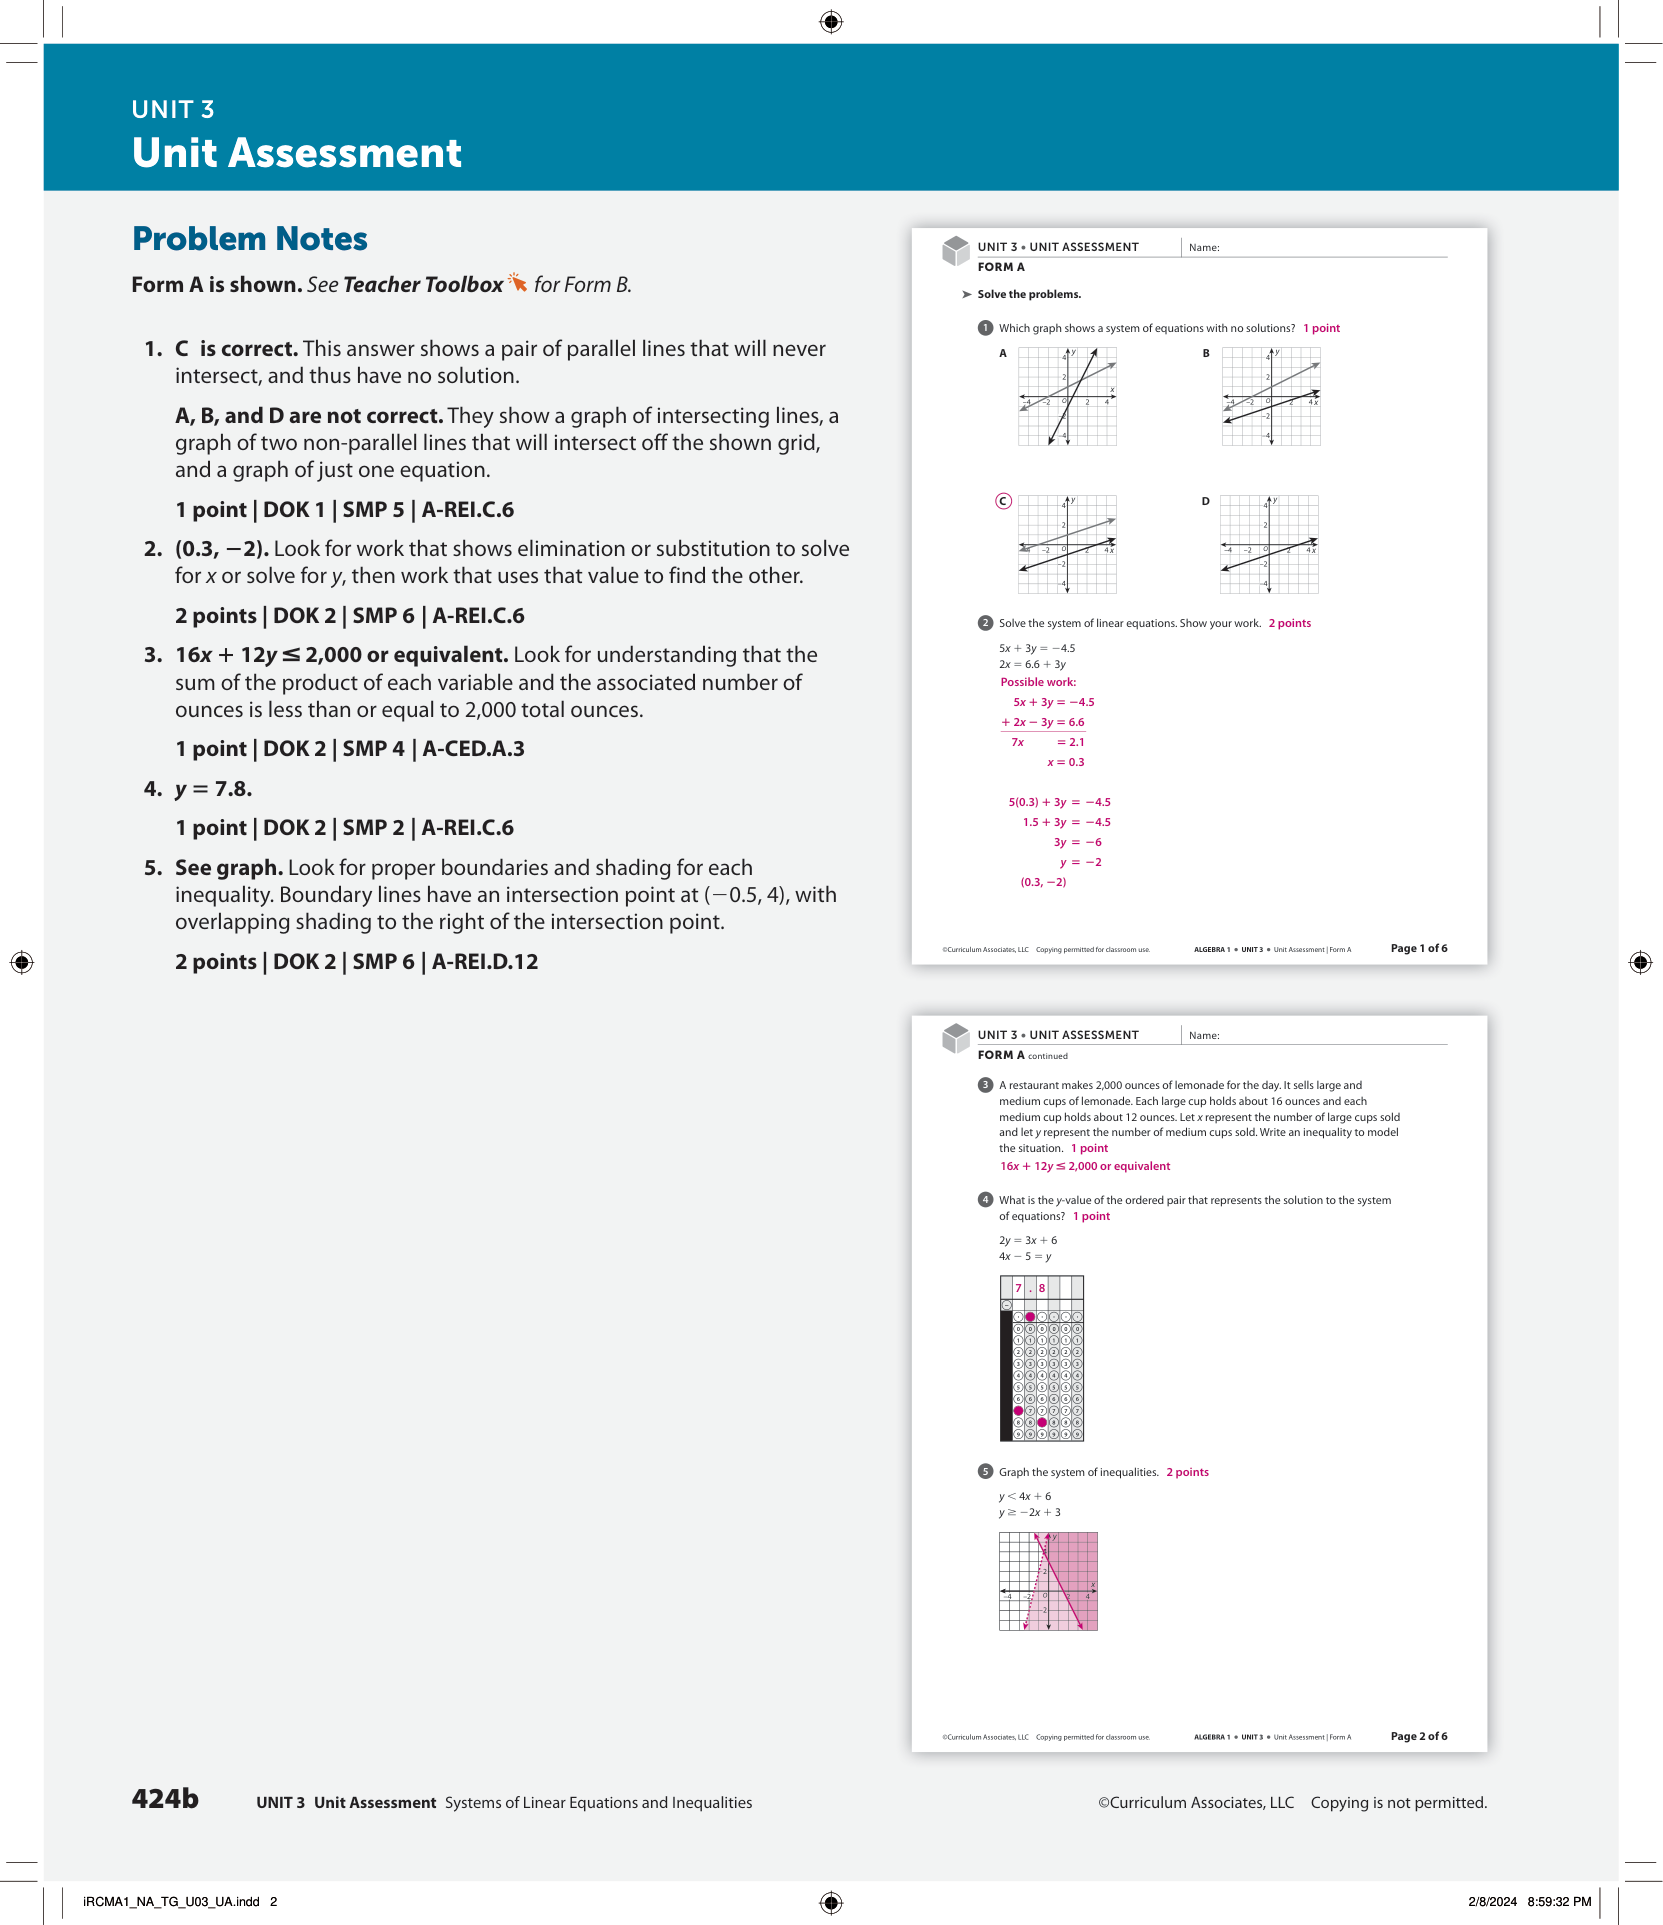 UNIT 3
Unit Assessment
Problem Notes
Form A is shown. See Teacher Toolbox for Form B.
1. C is correct. This answer shows a pair of parallel lines that will never
intersect, and thus have no solution.
A, B, and D are not correct. They show a graph of intersecting lines, a
graph of two non-parallel lines that will intersect off the shown grid,
and a graph of just one equation.
1 point | DOK 1 | SMP 5 | A-REI.C.6
2. (0.3, −2). Look for work that shows elimination or substitution to solve
for x or solve for y, then work that uses that value to find the other.
2 points | DOK 2 | SMP 6 | A-REI.C.6
3. 16x + 12y ≤ 2,000 or equivalent. Look for understanding that the
sum of the product of each variable and the associated number of
ounces is less than or equal to 2,000 total ounces.
1 point | DOK 2 | SMP 4 | A-CED.A.3
4. y = 7.8.
1 point | DOK 2 | SMP 2 | A-REI.C.6
5. See graph. Look for proper boundaries and shading for each
inequality. Boundary lines have an intersection point at (−0.5, 4), with
overlapping shading to the right of the intersection point.
2 points | DOK 2 | SMP 6 | A-REI.D.12
UNIT 3 • UNIT ASSESSMENT Name:
FORM A
➤ Solve the problems.
1 Which graph shows a system of equations with no solutions? 1 point
A B
C D
2 Solve the system of linear equations. Show your work. 2 points
5x + 3y = −4.5
2x = 6.6 + 3y
Possible work:
5x + 3y = −4.5
+ 2x − 3y = 6.6
7x = 2.1
x = 0.3
5(0.3) + 3y = −4.5
1.5 + 3y = −4.5
3y = −6
y = −2
(0.3, −2)
©Curriculum Associates, LLC Copying permitted for classroom use. ALGEBRA 1 • UNIT 3 • Unit Assessment | Form A Page 1 of 6
UNIT 3 • UNIT ASSESSMENT Name:
FORM A continued
3 A restaurant makes 2,000 ounces of lemonade for the day. It sells large and
medium cups of lemonade. Each large cup holds about 16 ounces and each
medium cup holds about 12 ounces. Let x represent the number of large cups sold
and let y represent the number of medium cups sold. Write an inequality to model
the situation. 1 point
16x + 12y ≤ 2,000 or equivalent
4 What is the y-value of the ordered pair that represents the solution to the system
of equations? 1 point
2y = 3x + 6
4x − 5 = y
7 . 8
5 Graph the system of inequalities. 2 points
y < 4x + 6
y ≥ −2x + 3
©Curriculum Associates, LLC Copying permitted for classroom use. ALGEBRA 1 • UNIT 3 • Unit Assessment | Form A Page 2 of 6
424b UNIT 3 Unit Assessment Systems of Linear Equations and Inequalities ©Curriculum Associates, LLC Copying is not permitted.
iRCMA1_NA_TG_U03_UA.indd 2 2/8/2024 8:59:32 PM